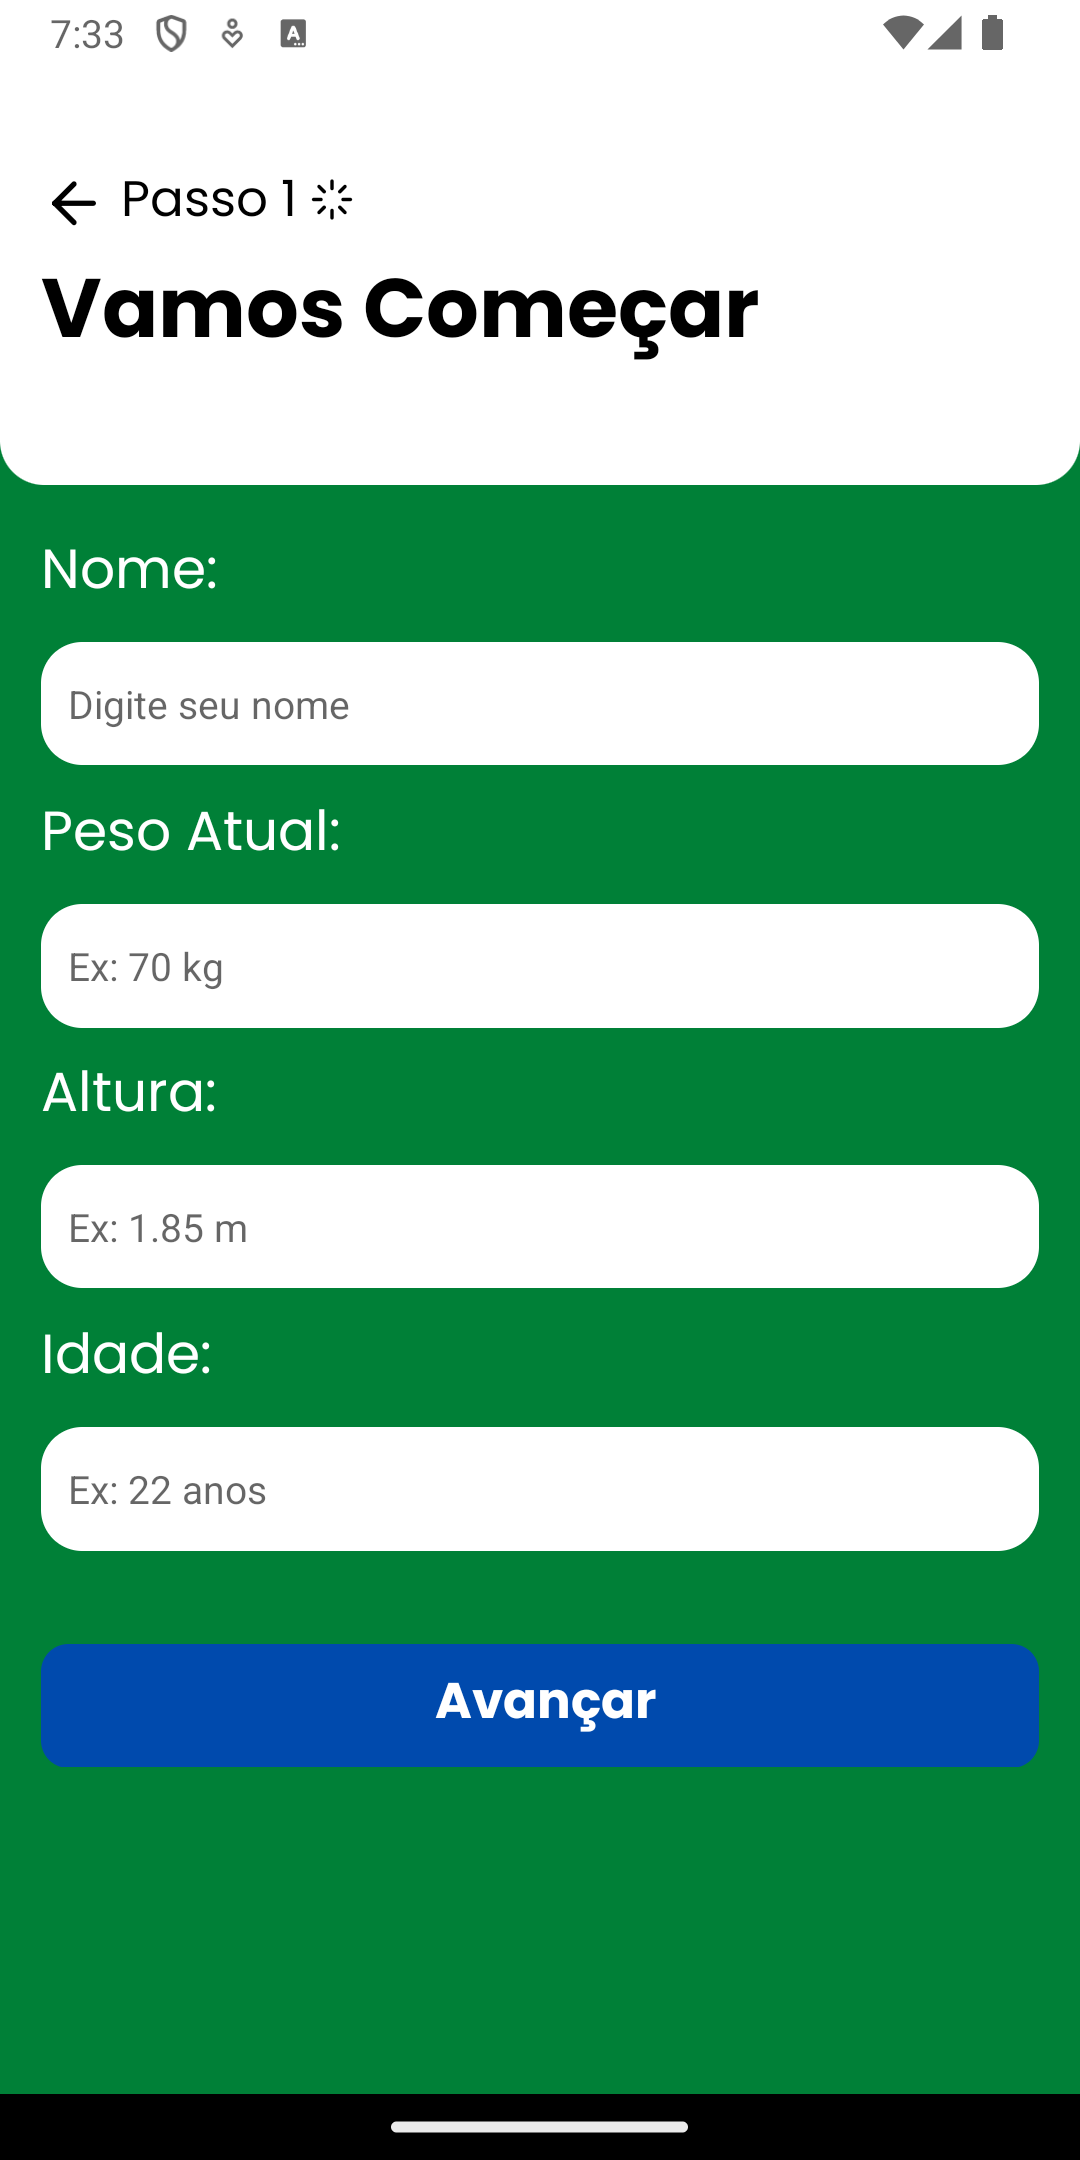 7:33
Passo 1
Vamos Começar
Nome:
Digite seu nome
Peso Atual:
Ex: 70 kg
Altura:
Ex: 1.85 m
Idade:
Ex: 22 anos
Avançar